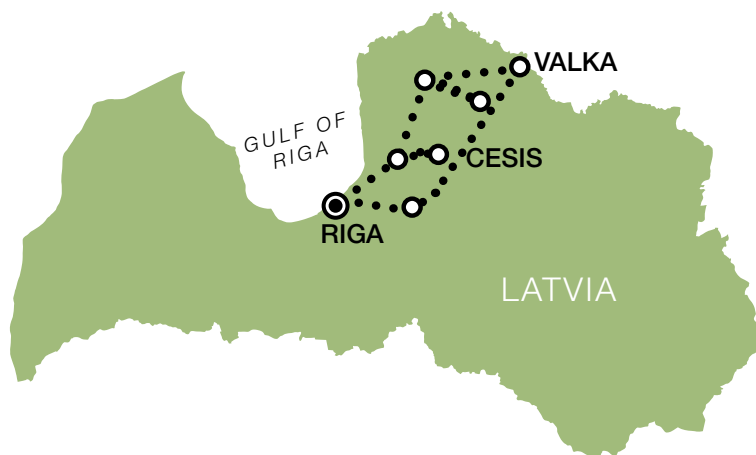 VALKA
GULF OF
RIGA
CESIS
RIGA
LATVIA